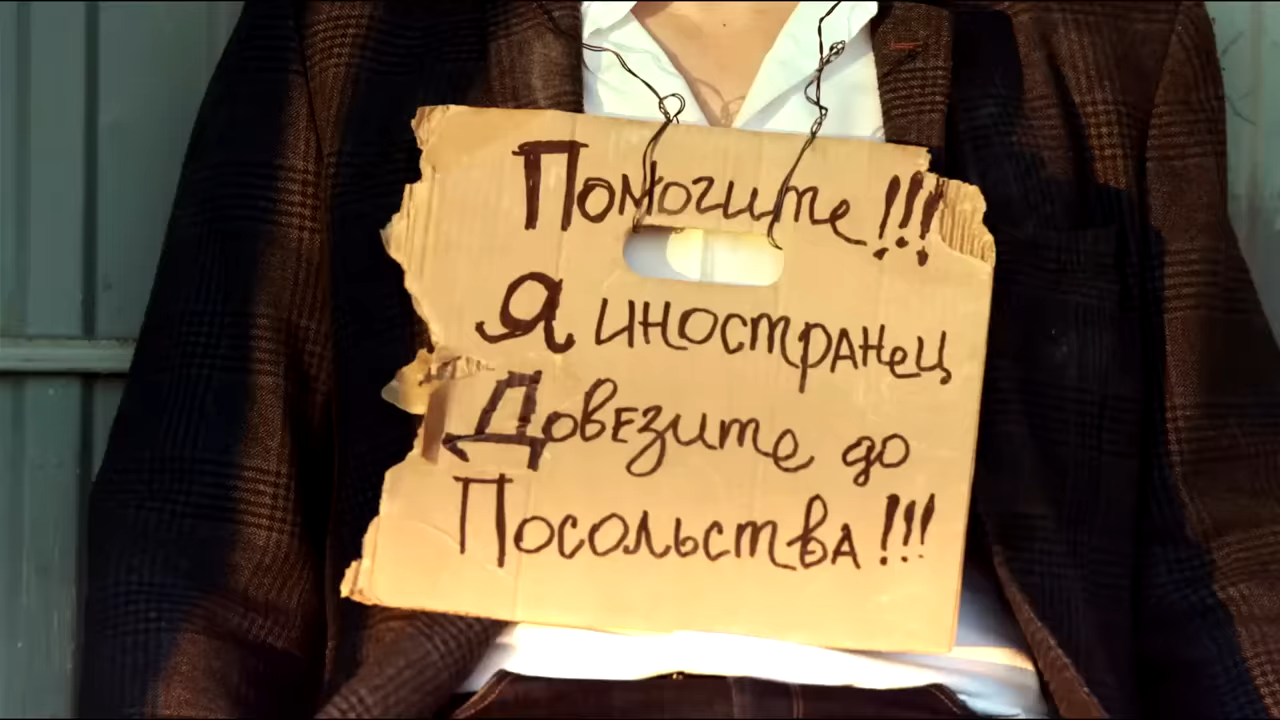 Помогите!!!
Я иностранец
Довезите до
Посольства!!!